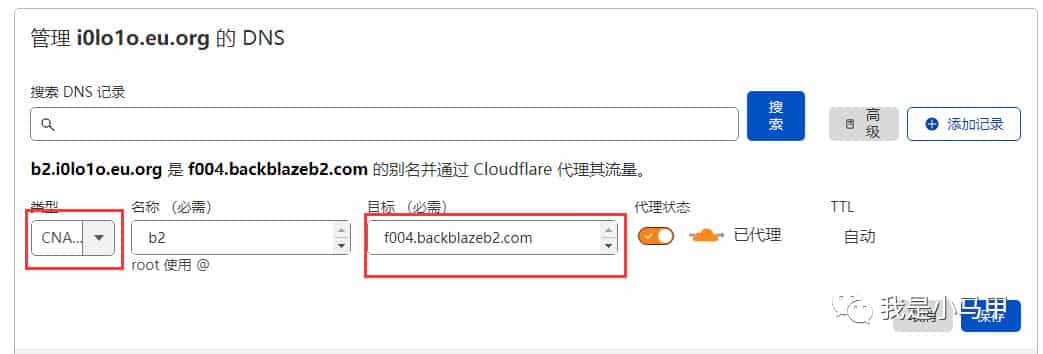 管理 i0lo1o.eu.org 的 DNS
搜索 DNS 记录
搜索
高级
添加记录
b2.i0lo1o.eu.org 是 f004.backblazeb2.com 的别名并通过 Cloudflare 代理其流量。
类型 名称 （必需） 目标 （必需） 代理状态 TTL
CNA... b2 f004.backblazeb2.com 已代理 自动
root 使用 @
我是小马甲
取消 保存